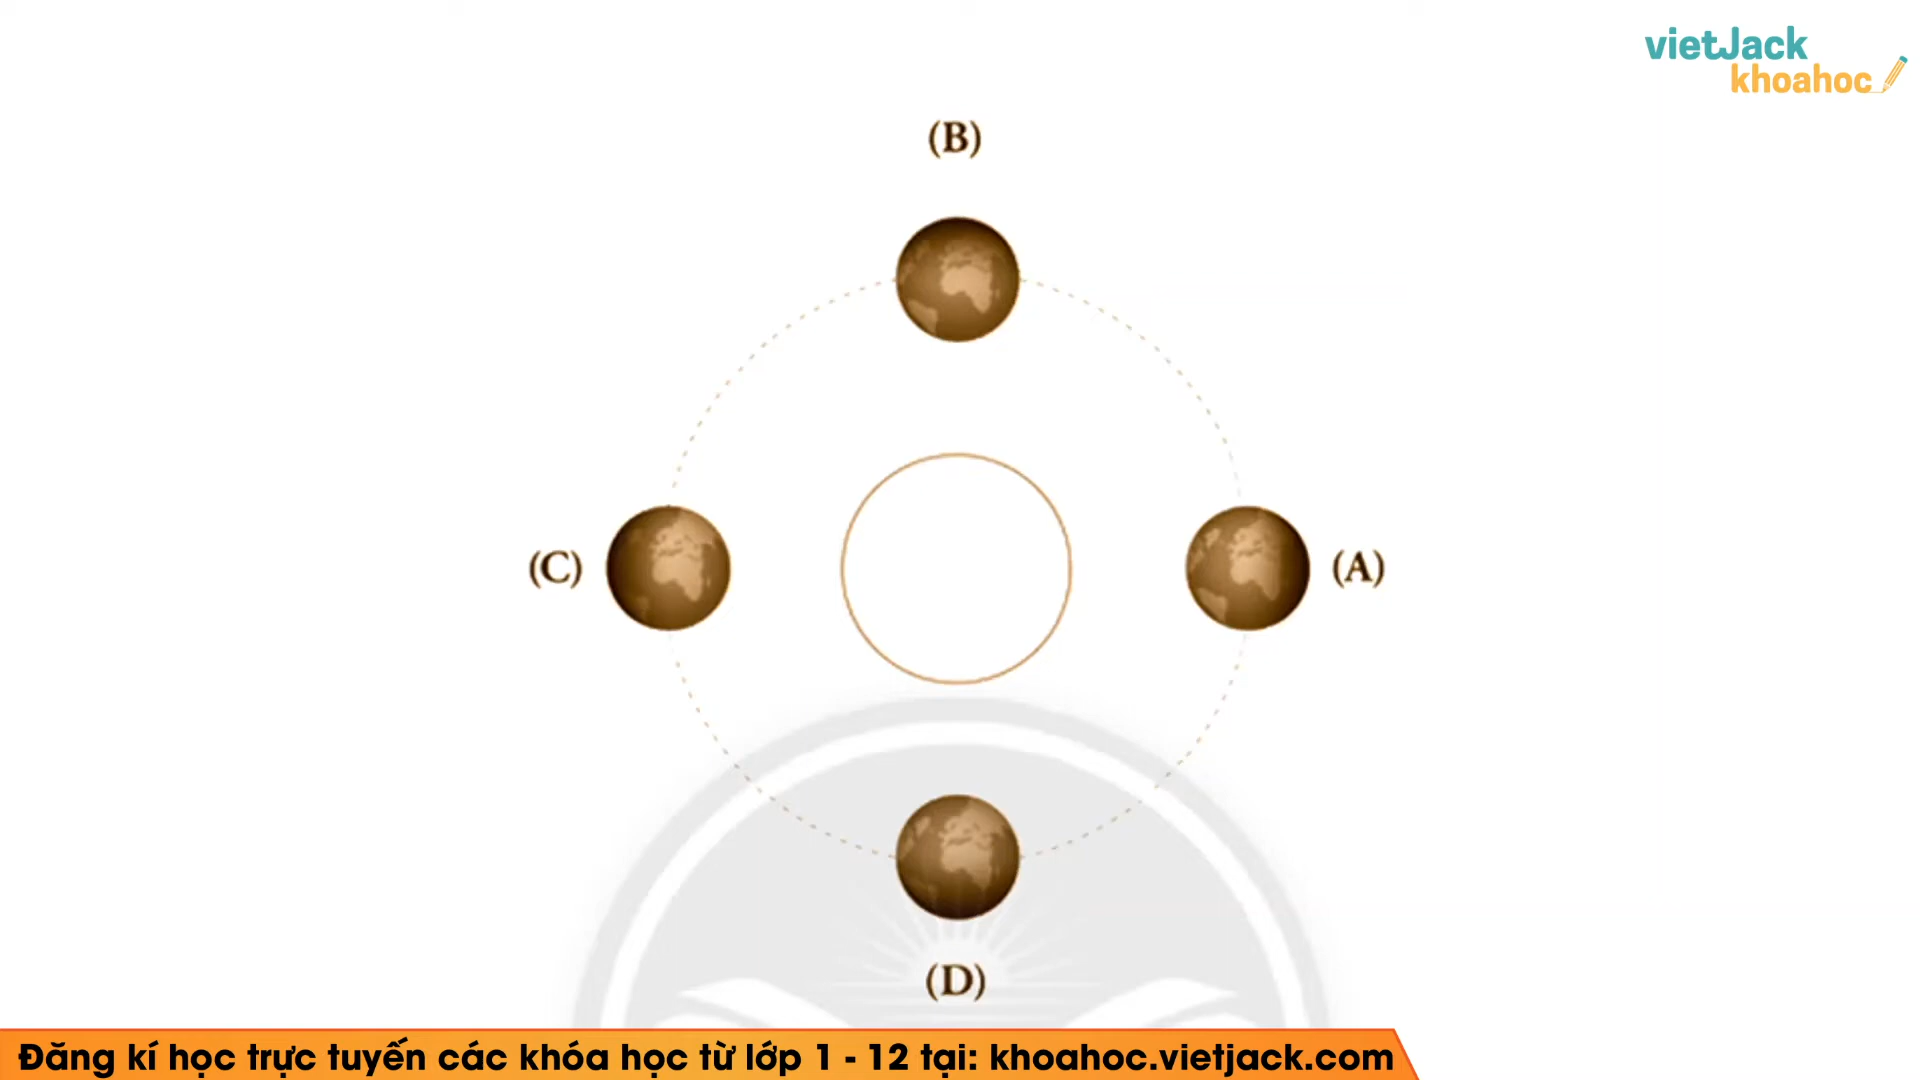 vietJack
khoahoc
(B)
(C)
(A)
(D)
Đăng kí học trực tuyến các khóa học từ lớp 1 - 12 tại: khoahoc.vietjack.com